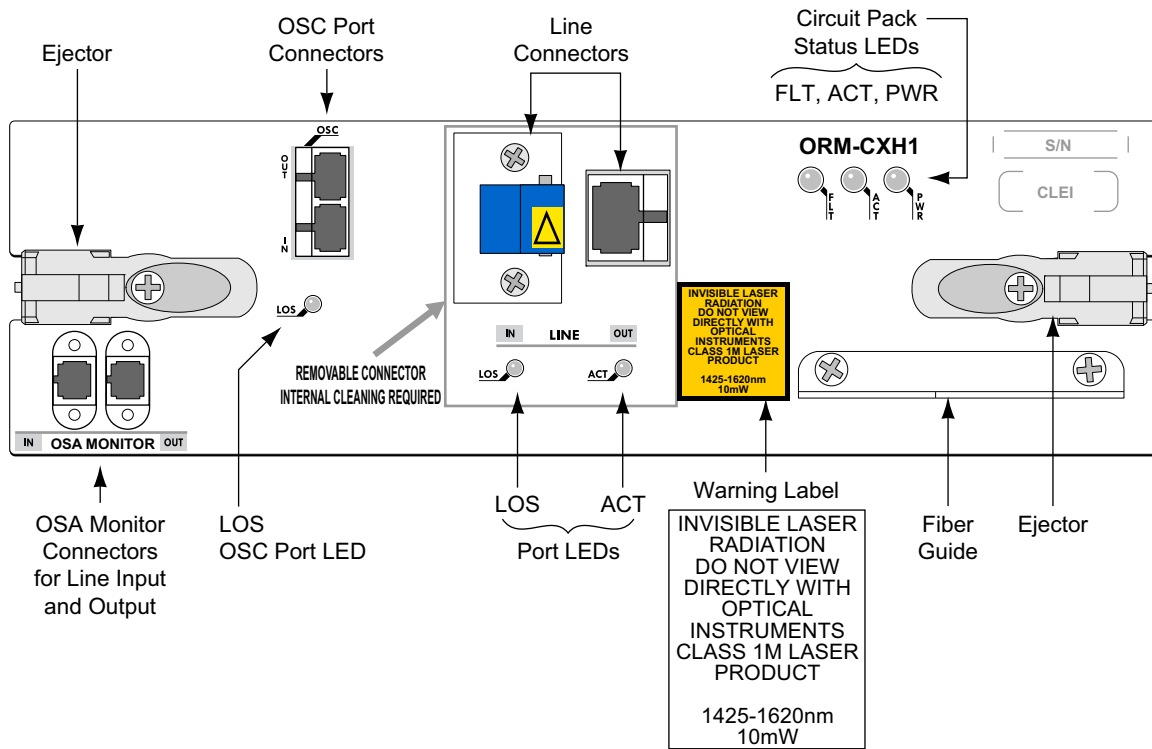 Ejector
OSC Port
Connectors
Line
Connectors
Circuit Pack
Status LEDs
FLT, ACT, PWR
OSC
OUT
IN
LOS
ORM-CXH1
FLT
ACT
PWR
S/N
CLEI
REMOVABLE CONNECTOR
INTERNAL CLEANING REQUIRED
IN LINE OUT
LOS
ACT
INVISIBLE LASER
RADIATION
DO NOT VIEW
DIRECTLY WITH
OPTICAL
INSTRUMENTS
CLASS 1M LASER
PRODUCT
1425-1620nm
10mW
IN OSA MONITOR OUT
OSA Monitor
Connectors
for Line Input
and Output
LOS
OSC Port LED
LOS ACT
Port LEDs
Warning Label
INVISIBLE LASER
RADIATION
DO NOT VIEW
DIRECTLY WITH
OPTICAL
INSTRUMENTS
CLASS 1M LASER
PRODUCT
1425-1620nm
10mW
Fiber
Guide
Ejector